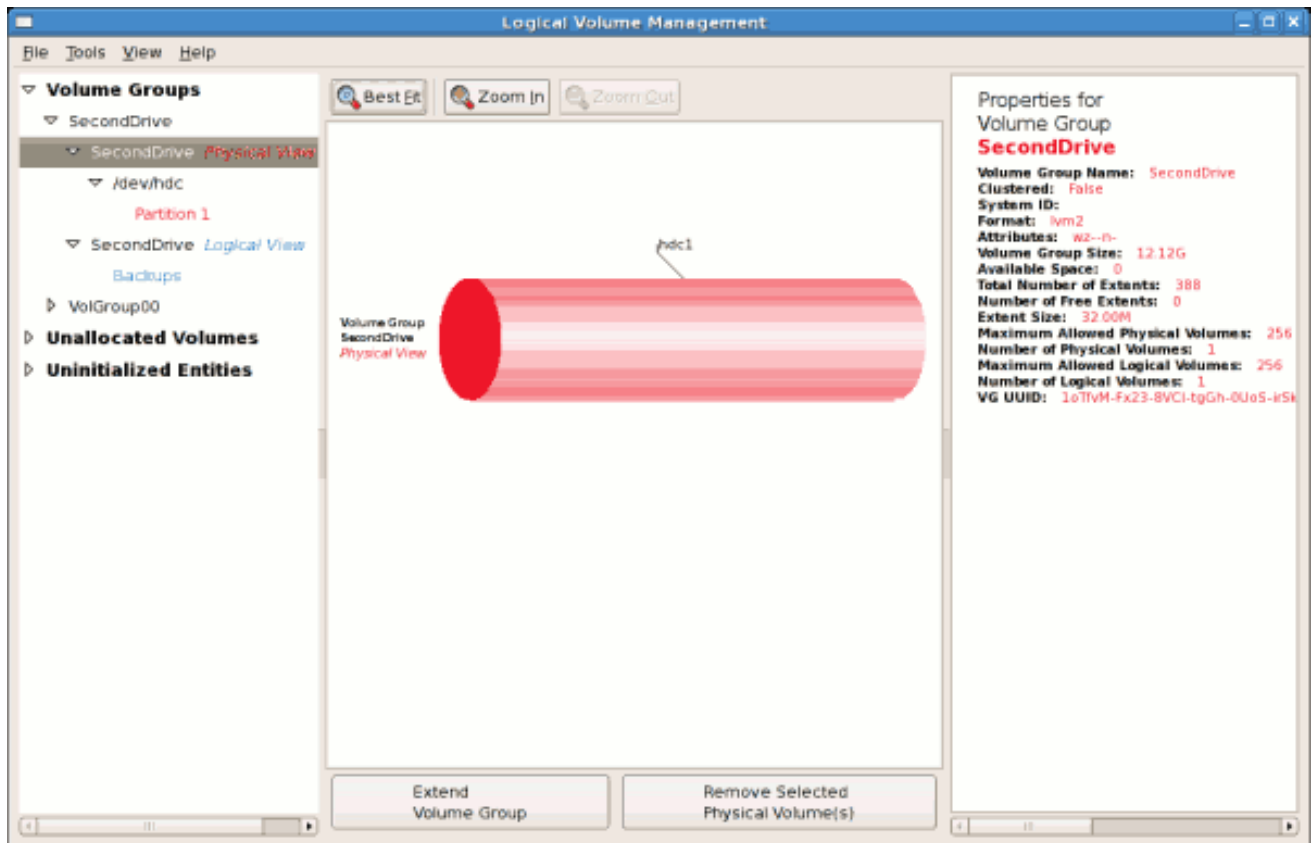 Logical Volume Management
File Tools View Help
Volume Groups
SecondDrive
SecondDrive Physical View
/dev/hdc
Partition 1
SecondDrive Logical View
Backups
VolGroup00
Unallocated Volumes
Uninitialized Entities
Best Fit Zoom In Zoom Out
hdc1
Volume Group
SecondDrive
Physical View
Extend
Volume Group
Remove Selected
Physical Volume(s)
Properties for
Volume Group
SecondDrive
Volume Group Name: SecondDrive
Clustered: False
System ID:
Format: lvm2
Attributes: wz--n-
Volume Group Size: 12.12G
Available Space: 0
Total Number of Extents: 388
Number of Free Extents: 0
Extent Size: 32.00M
Maximum Allowed Physical Volumes: 256
Number of Physical Volumes: 1
Maximum Allowed Logical Volumes: 256
Number of Logical Volumes: 1
VG UUID: